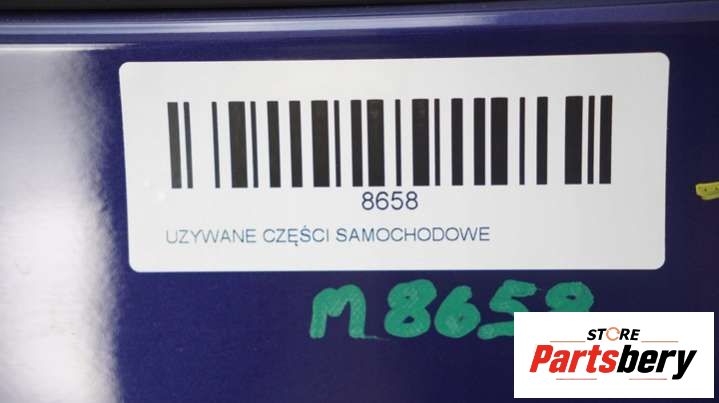 8658
UZYWANE CZĘŚCI SAMOCHODOWE
M8658
STORE
Partsbery